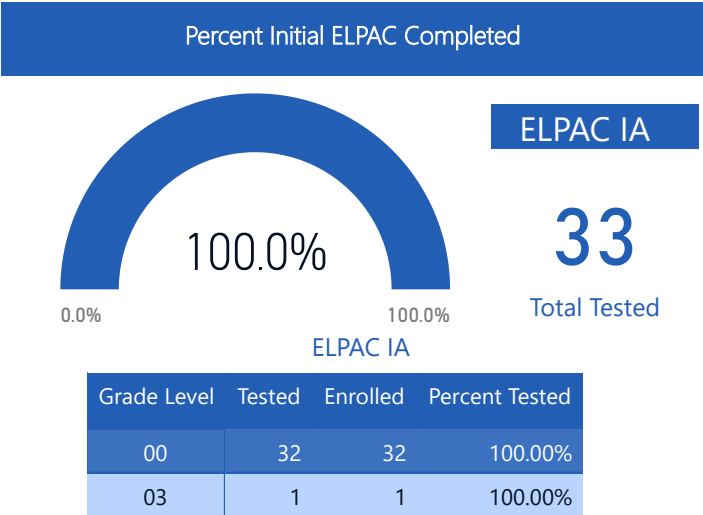 Percent Initial ELPAC Completed
ELPAC IA
100.0%
33
0.0%
100.0%
Total Tested
ELPAC IA
Grade Level Tested Enrolled Percent Tested
00 32 32 100.00%
03 1 1 100.00%